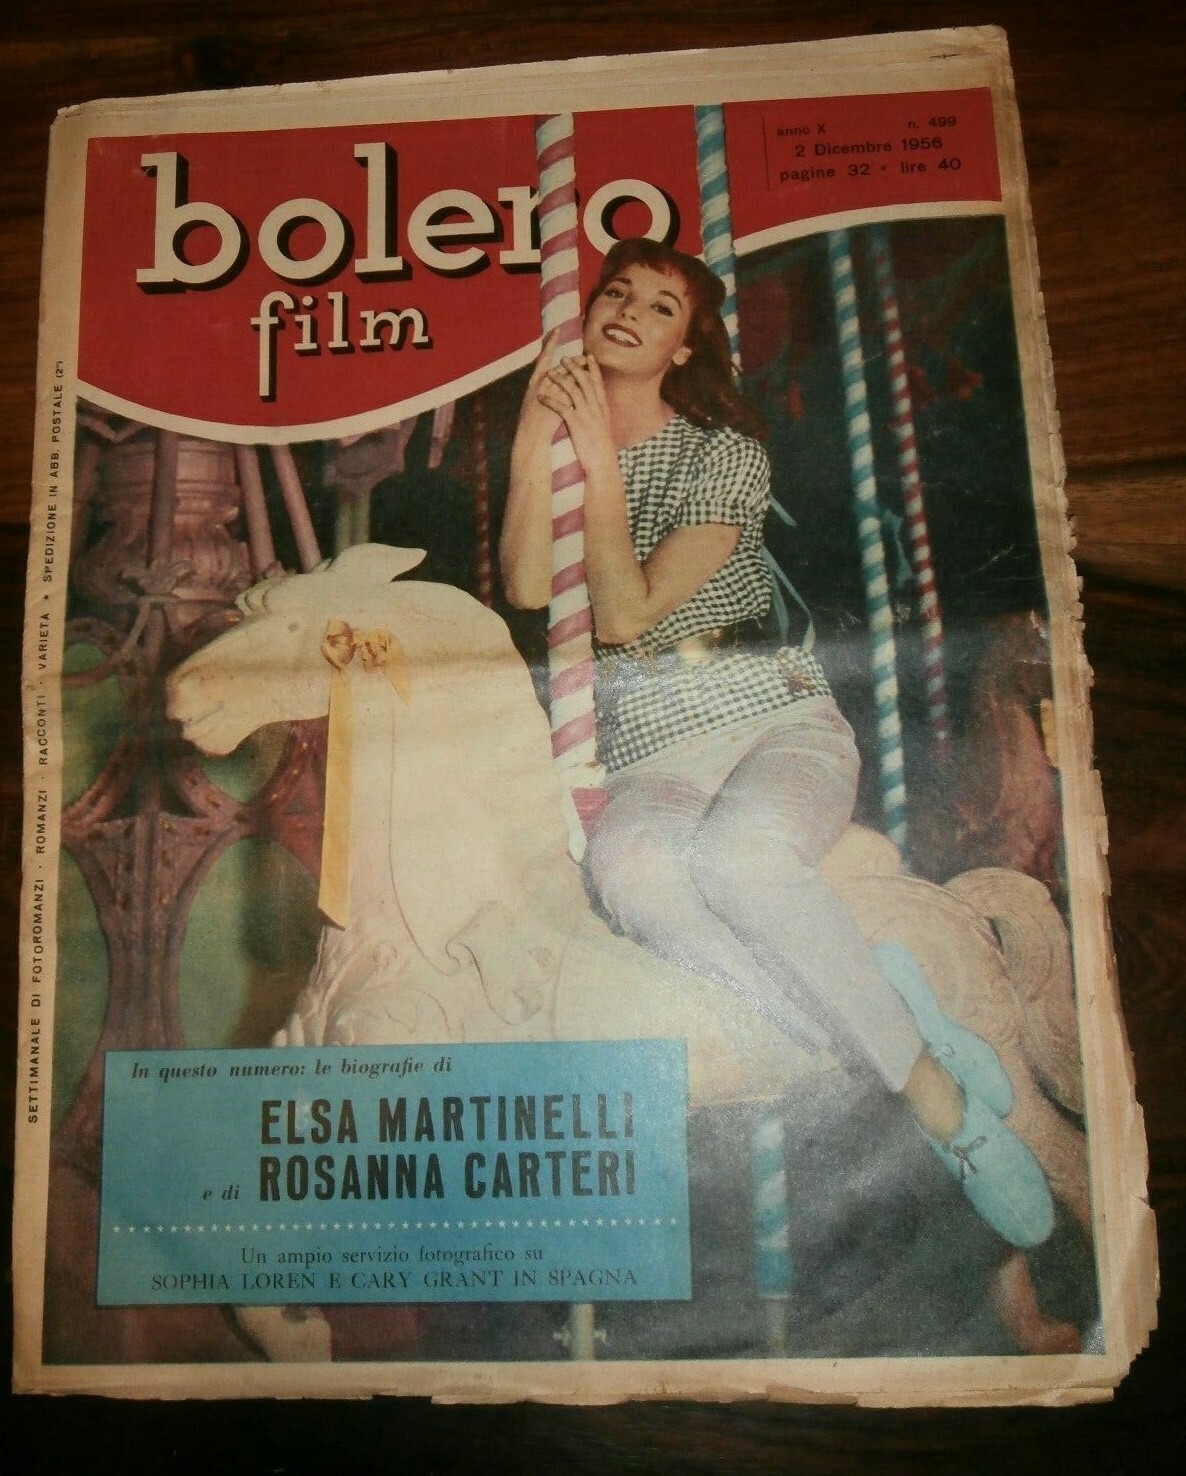 bolero
film
anno X n. 499
2 Dicembre 1956
pagine 32 • lire 40
SETTIMANALE DI FOTOROMANZI · ROMANZI · RACCONTI · VARIETÀ ★ SPEDIZIONE IN ABB. POSTALE (2°)
In questo numero: le biografie di
ELSA MARTINELLI
e di ROSANNA CARTERI
Un ampio servizio fotografico su
SOPHIA LOREN E CARY GRANT IN SPAGNA